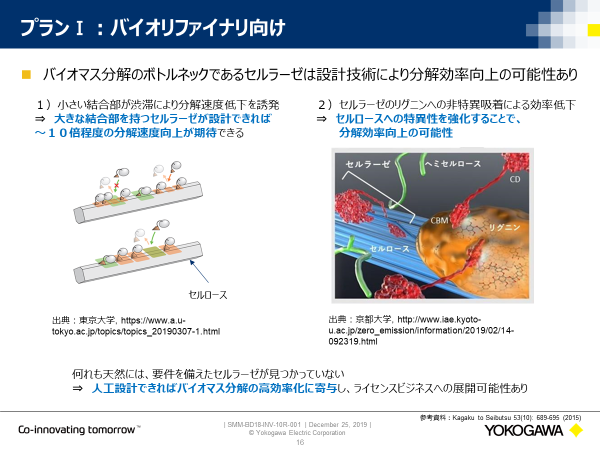 プランⅠ：バイオリファイナリ向け
バイオマス分解のボトルネックであるセルラーゼは設計技術により分解効率向上の可能性あり
１）小さい結合部が渋滞により分解速度低下を誘発
⇒ 大きな結合部を持つセルラーゼが設計できれば
～１０倍程度の分解速度向上が期待できる
セルロース
出典：東京大学, https://www.a.u-
tokyo.ac.jp/topics/topics_20190307-1.html
２）セルラーゼのリグニンへの非特異吸着による効率低下
⇒ セルロースへの特異性を強化することで、
分解効率向上の可能性
セルラーゼ
ヘミセルロース
CD
CBM
リグニン
セルロース
出典：京都大学, http://www.iae.kyoto-
u.ac.jp/zero_emission/information/2019/02/14-
092319.html
何れも天然には、要件を備えたセルラーゼが見つかっていない
⇒ 人工設計できればバイオマス分解の高効率化に寄与し、ライセンスビジネスへの展開可能性あり
参考資料：Kagaku to Seibutsu 53(10): 689-695 (2015)
Co-innovating tomorrow™
| SMM-BD18-INV-10R-001 | December 25, 2019 |
© Yokogawa Electric Corporation
16
YOKOGAWA